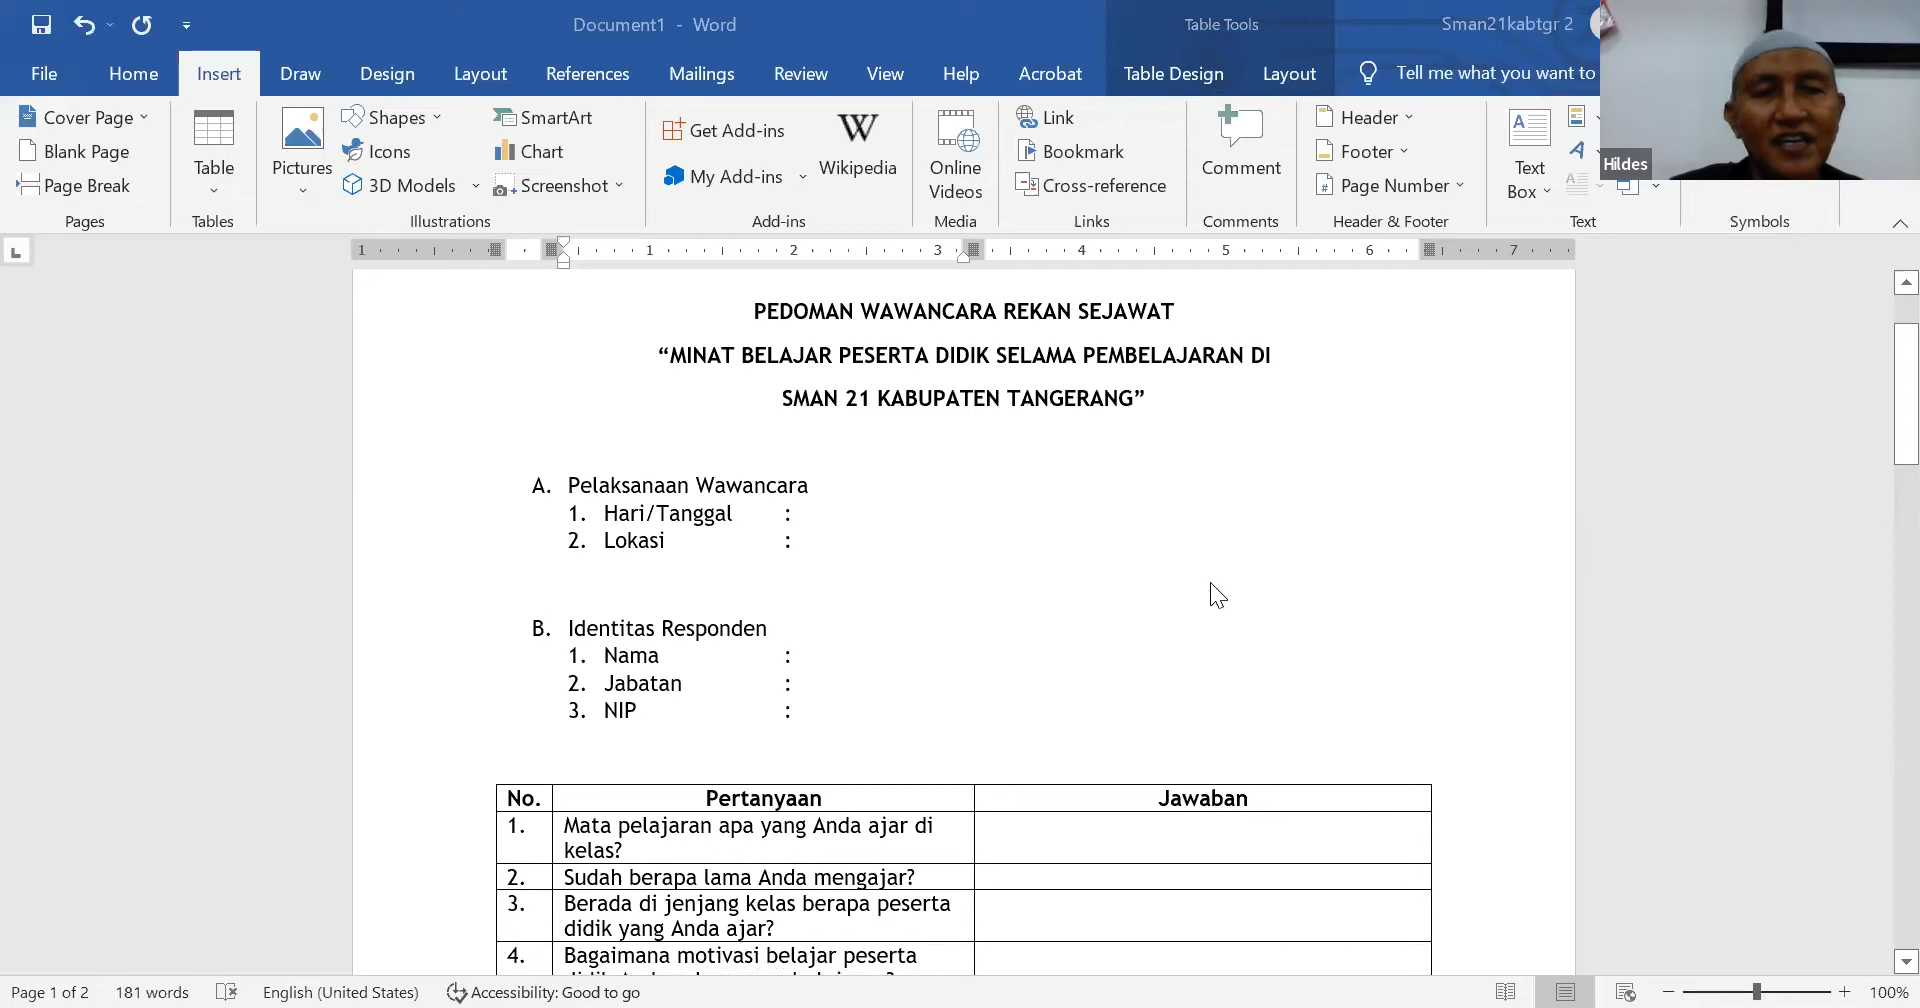 Document1 - Word
Table Tools
Sman21kabtgr 2
File Home Insert Draw Design Layout References Mailings Review View Help Acrobat Table Design Layout Tell me what you want to
Cover Page
Blank Page
Page Break
Pages
Table
Tables
Pictures
Shapes
Icons
3D Models
SmartArt
Chart
Screenshot
Illustrations
Get Add-ins
My Add-ins
W
Wikipedia
Add-ins
Online
Videos
Media
Link
Bookmark
Cross-reference
Links
Comment
Comments
Header
Footer
Page Number
Header & Footer
Text
Box
Text
Symbols
Hildes
1 1 2 3 4 5 6 7
PEDOMAN WAWANCARA REKAN SEJAWAT
“MINAT BELAJAR PESERTA DIDIK SELAMA PEMBELAJARAN DI
SMAN 21 KABUPATEN TANGERANG”
A. Pelaksanaan Wawancara
1. Hari/Tanggal :
2. Lokasi :
B. Identitas Responden
1. Nama :
2. Jabatan :
3. NIP :
No. Pertanyaan Jawaban
1. Mata pelajaran apa yang Anda ajar di
kelas?
2. Sudah berapa lama Anda mengajar?
3. Berada di jenjang kelas berapa peserta
didik yang Anda ajar?
4. Bagaimana motivasi belajar peserta
Page 1 of 2 181 words English (United States) Accessibility: Good to go 100%